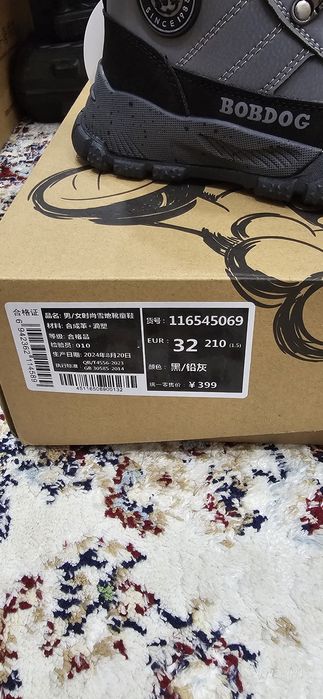 SINCE 19
BOBDOG
合格证
品名: 男/女时尚雪地靴童鞋
材料: 合成革+滴塑
等级: 合格品
检验员: 010
生产日期: 2024年8月20日
执行标准: QB/T4556-2023
GB 30585-2014
45116506900132
货号: 116545069
EUR: 32 210 (1.5)
颜色: 黑/铅灰
统一零售价: ¥ 399